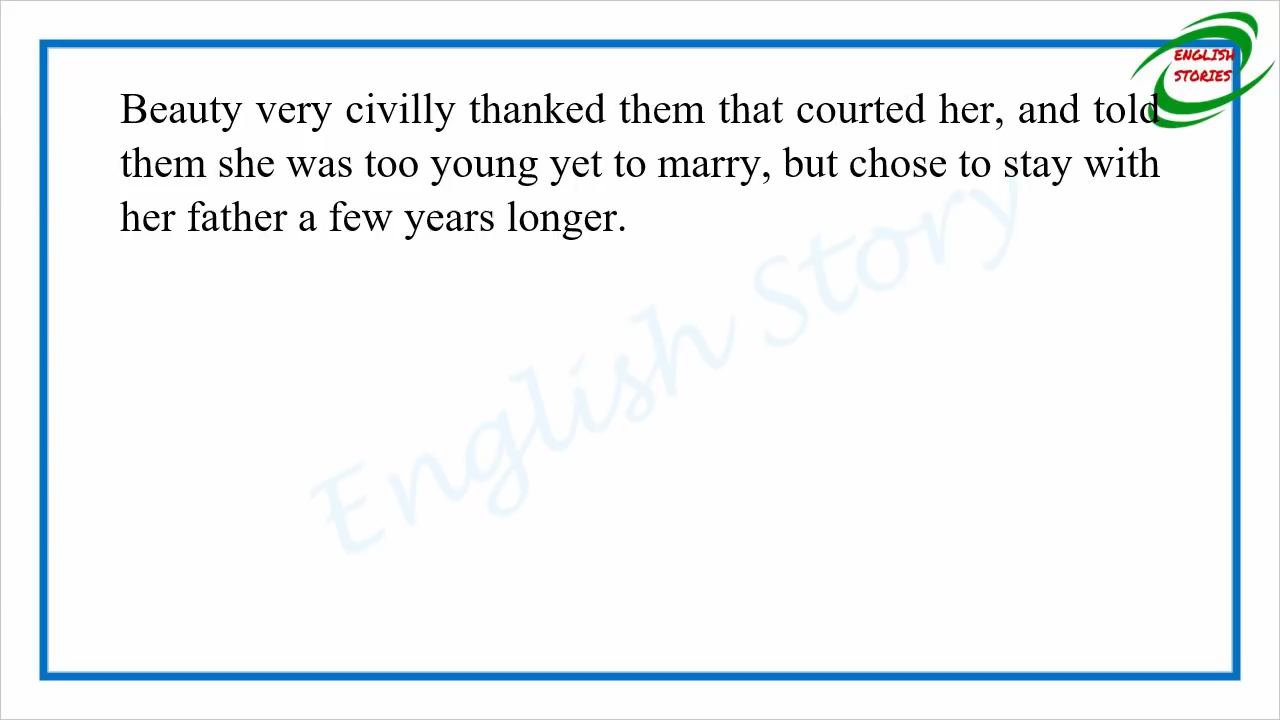 ENGLISH
STORIES
Beauty very civilly thanked them that courted her, and told
them she was too young yet to marry, but chose to stay with
her father a few years longer.
English Story